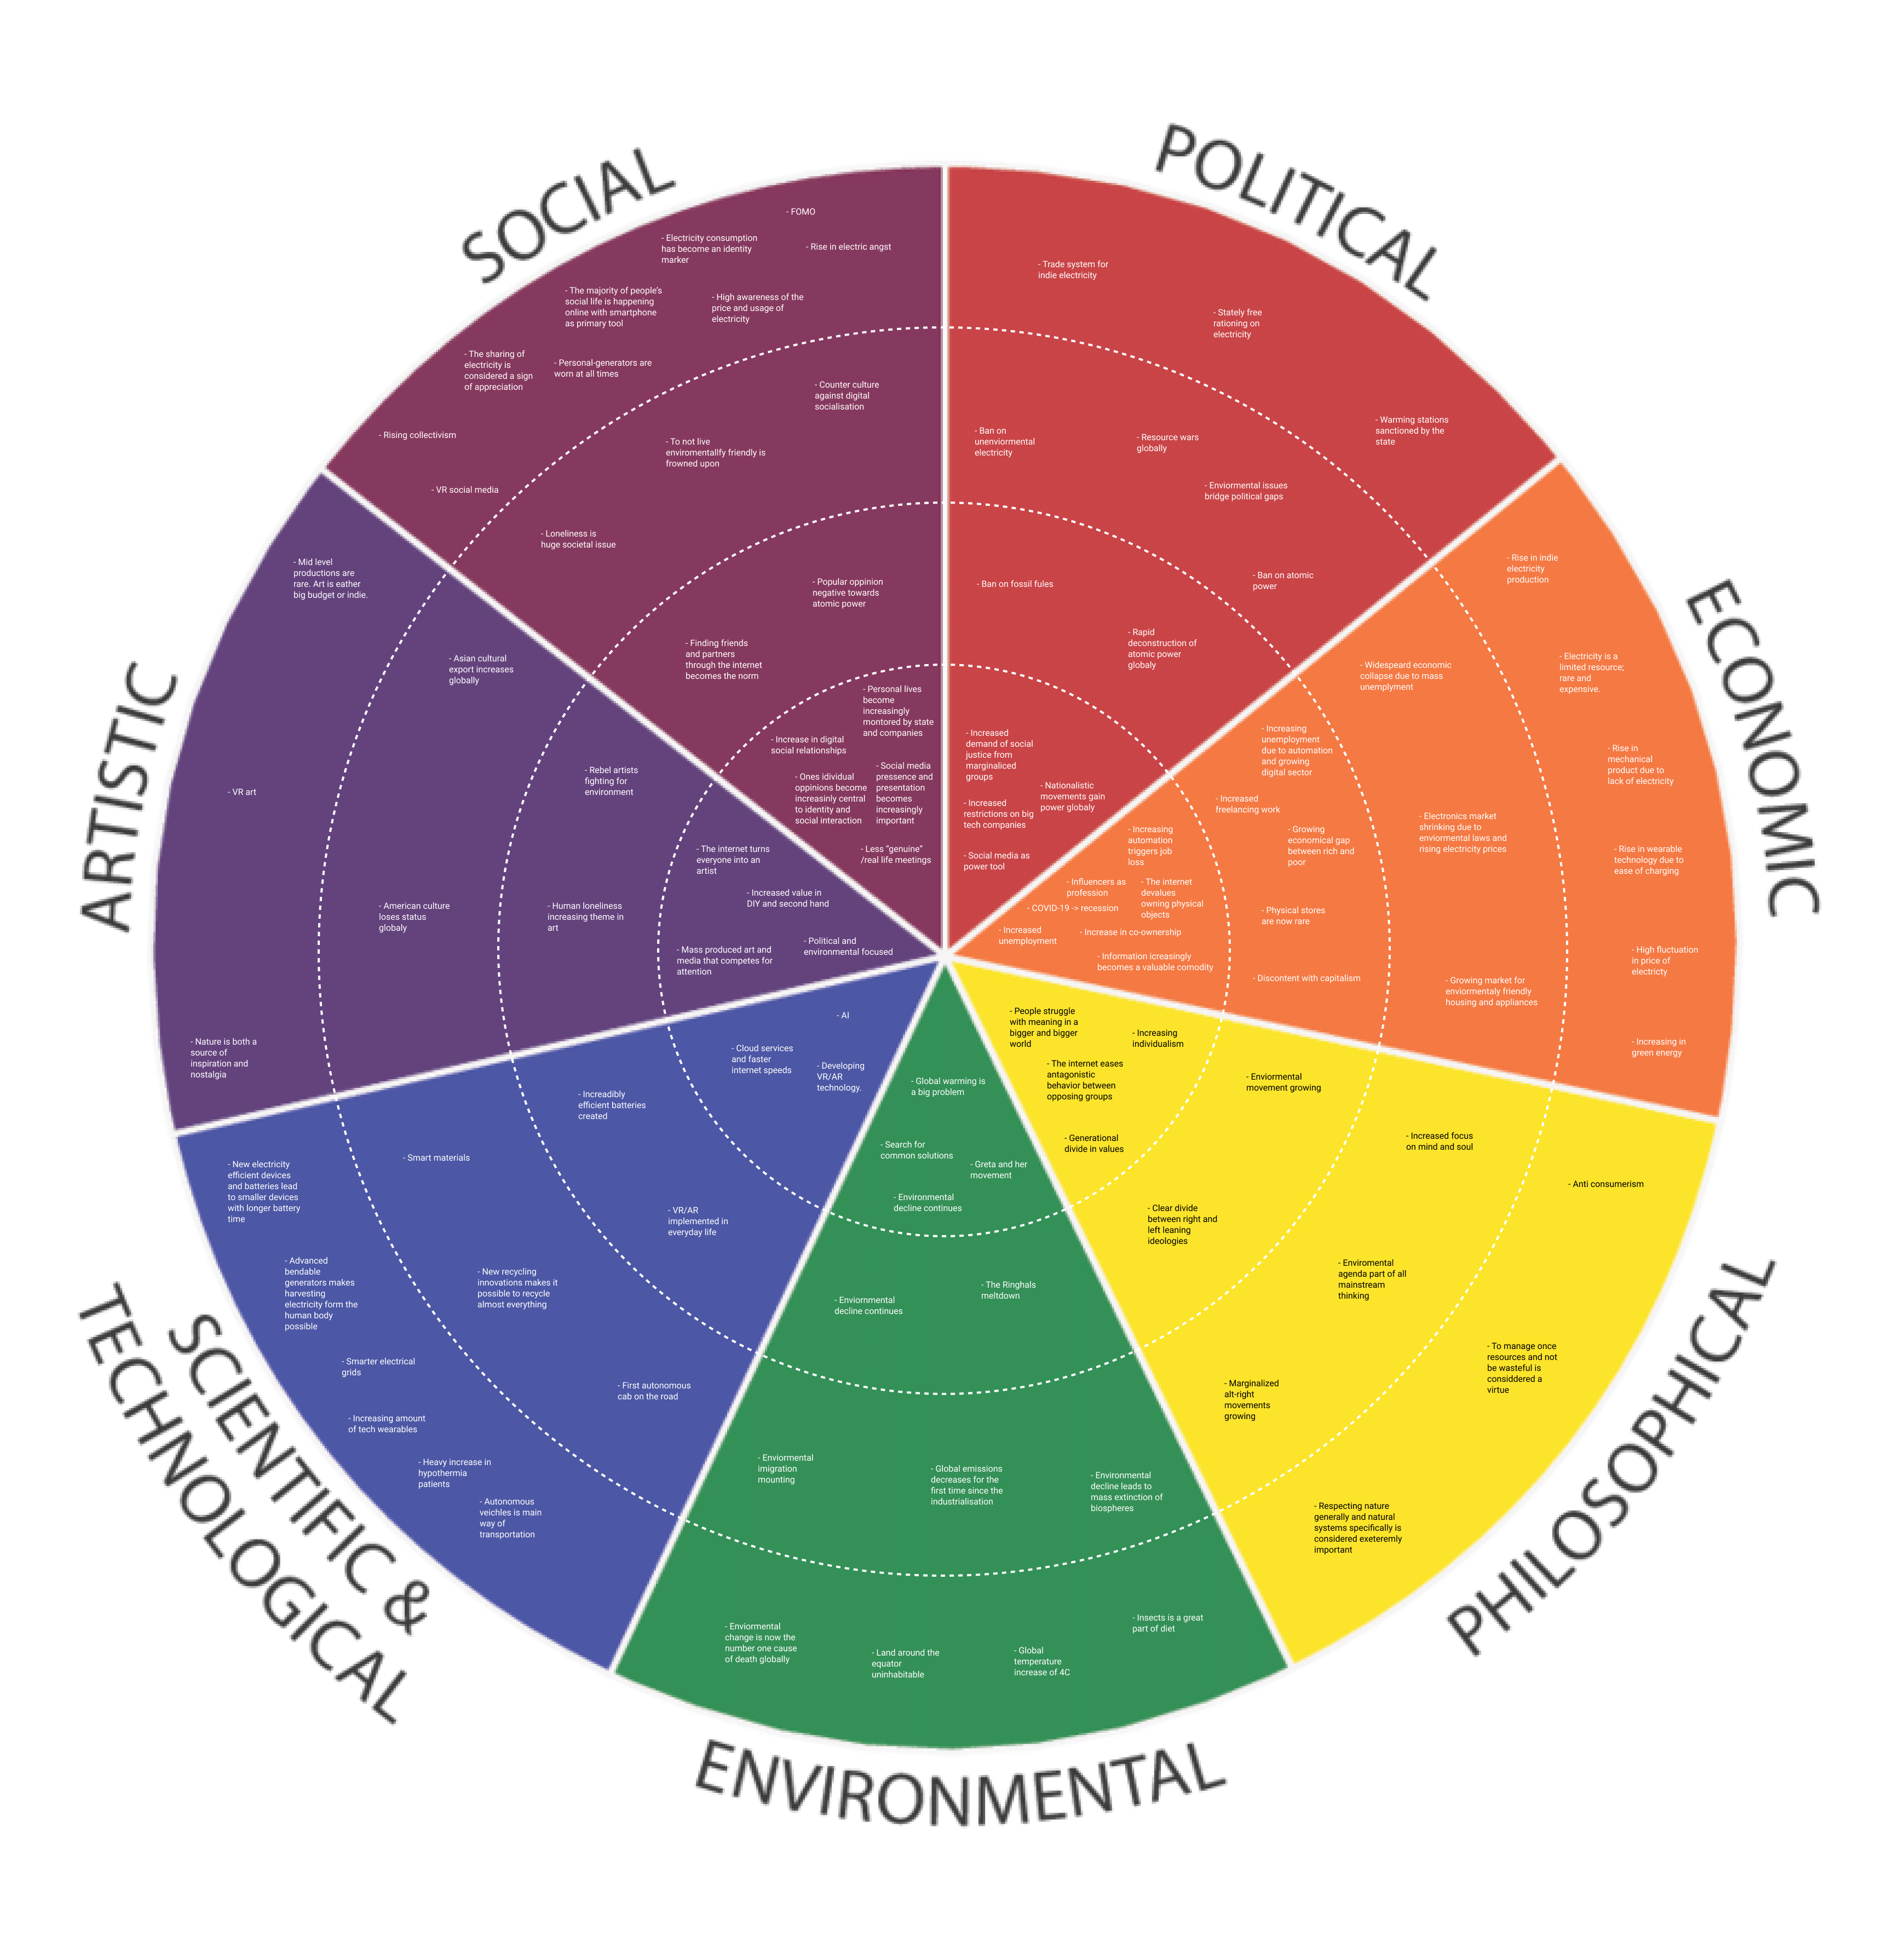 SOCIAL
- FOMO
- Electricity consumption
has become an identity
marker
- Rise in electric angst
- The majority of people's
social life is happening
online with smartphone
as primary tool
- High awareness of the
price and usage of
electricity
- The sharing of
electricity is
considered a sign
of appreciation
- Personal-generators are
worn at all times
- Rising collectivism
- VR social media
- Counter culture
against digital
socialisation
- To not live
enviromentallfy friendly is
frowned upon
- Loneliness is
huge societal issue
- Popular oppinion
negative towards
atomic power
- Finding friends
and partners
through the internet
becomes the norm
- Personal lives
become
increasingly
montored by state
and companies
- Increase in digital
social relationships
- Ones idividual
oppinions become
increasinly central
to identity and
social interaction
- Social media
pressence and
presentation
becomes
increasingly
important
- Less "genuine"
/real life meetings
POLITICAL
- Trade system for
indie electricity
- Stately free
rationing on
electricity
- Warming stations
sanctioned by the
state
- Ban on
unenviormental
electricity
- Resource wars
globally
- Enviormental issues
bridge political gaps
- Ban on fossil fules
- Ban on atomic
power
- Rapid
deconstruction of
atomic power
globaly
- Increased
demand of social
justice from
marginaliced
groups
- Nationalistic
movements gain
power globally
- Increased
restrictions on big
tech companies
- Social media as
power tool
ECONOMIC
- Rise in indie
electricity
production
- Electricity is a
limited resource;
rare and
expensive.
- Rise in
mechanical
product due to
lack of electricity
- Rise in wearable
technology due to
ease of charging
- High fluctuation
in price of
electricty
- Increasing in
green energy
- Widespeard economic
collapse due to mass
unemplyment
- Electronics market
shrinking due to
enviormental laws and
rising electricity prices
- Growing market for
enviormentaly friendly
housing and appliances
- Increasing
unemployment
due to automation
and growing
digital sector
- Increased
freelancing work
- Growing
economical gap
between rich and
poor
- Physical stores
are now rare
- Discontent with capitalism
- Increasing
automation
triggers job
loss
- Influencers as
profession
- The internet
devalues
owning physical
objects
- COVID-19 -> recession
- Increased
unemployment
- Increase in co-ownership
- Information icreasingly
becomes a valuable comodity
PHILOSOPHICAL
- People struggle
with meaning in a
bigger and bigger
world
- Increasing
individualism
- The internet eases
antagonistic
behavior between
opposing groups
- Generational
divide in values
- Enviormental
movement growing
- Clear divide
between right and
left leaning
ideologies
- Increased focus
on mind and soul
- Enviromental
agenda part of all
mainstream
thinking
- Marginalized
alt-right
movements
growing
- Anti consumerism
- To manage once
resources and not
be wasteful is
considdered a
virtue
- Respecting nature
generally and natural
systems specifically is
considered exeteremly
important
ENVIRONMENTAL
- Global warming is
a big problem
- Search for
common solutions
- Greta and her
movement
- Environmental
decline continues
- The Ringhals
meltdown
- Enviornmental
decline continues
- Enviormental
imigration
mounting
- Global emissions
decreases for the
first time since the
industrialisation
- Environmental
decline leads to
mass extinction of
biospheres
- Enviormental
change is now the
number one cause
of death globally
- Land around the
equator
uninhabitable
- Global
temperature
increase of 4C
- Insects is a great
part of diet
SCIENTIFIC &
TECHNOLOGICAL
- AI
- Cloud services
and faster
internet speeds
- Developing
VR/AR
technology.
- Increadibly
efficient batteries
created
- VR/AR
implemented in
everyday life
- Smart materials
- New recycling
innovations makes it
possible to recycle
almost everything
- First autonomous
cab on the road
- New electricity
efficient devices
and batteries lead
to smaller devices
with longer battery
time
- Advanced
bendable
generators makes
harvesting
electricity form the
human body
possible
- Smarter electrical
grids
- Increasing amount
of tech wearables
- Heavy increase in
hypothermia
patients
- Autonomous
veichles is main
way of
transportation
ARTISTIC
- Mid level
productions are
rare. Art is eather
big budget or indie.
- VR art
- Nature is both a
source of
inspiration and
nostalgia
- Asian cultural
export increases
globally
- American culture
loses status
globaly
- Rebel artists
fighting for
environment
- Human loneliness
increasing theme in
art
- The internet turns
everyone into an
artist
- Increased value in
DIY and second hand
- Political and
environmental focused
- Mass produced art and
media that competes for
attention